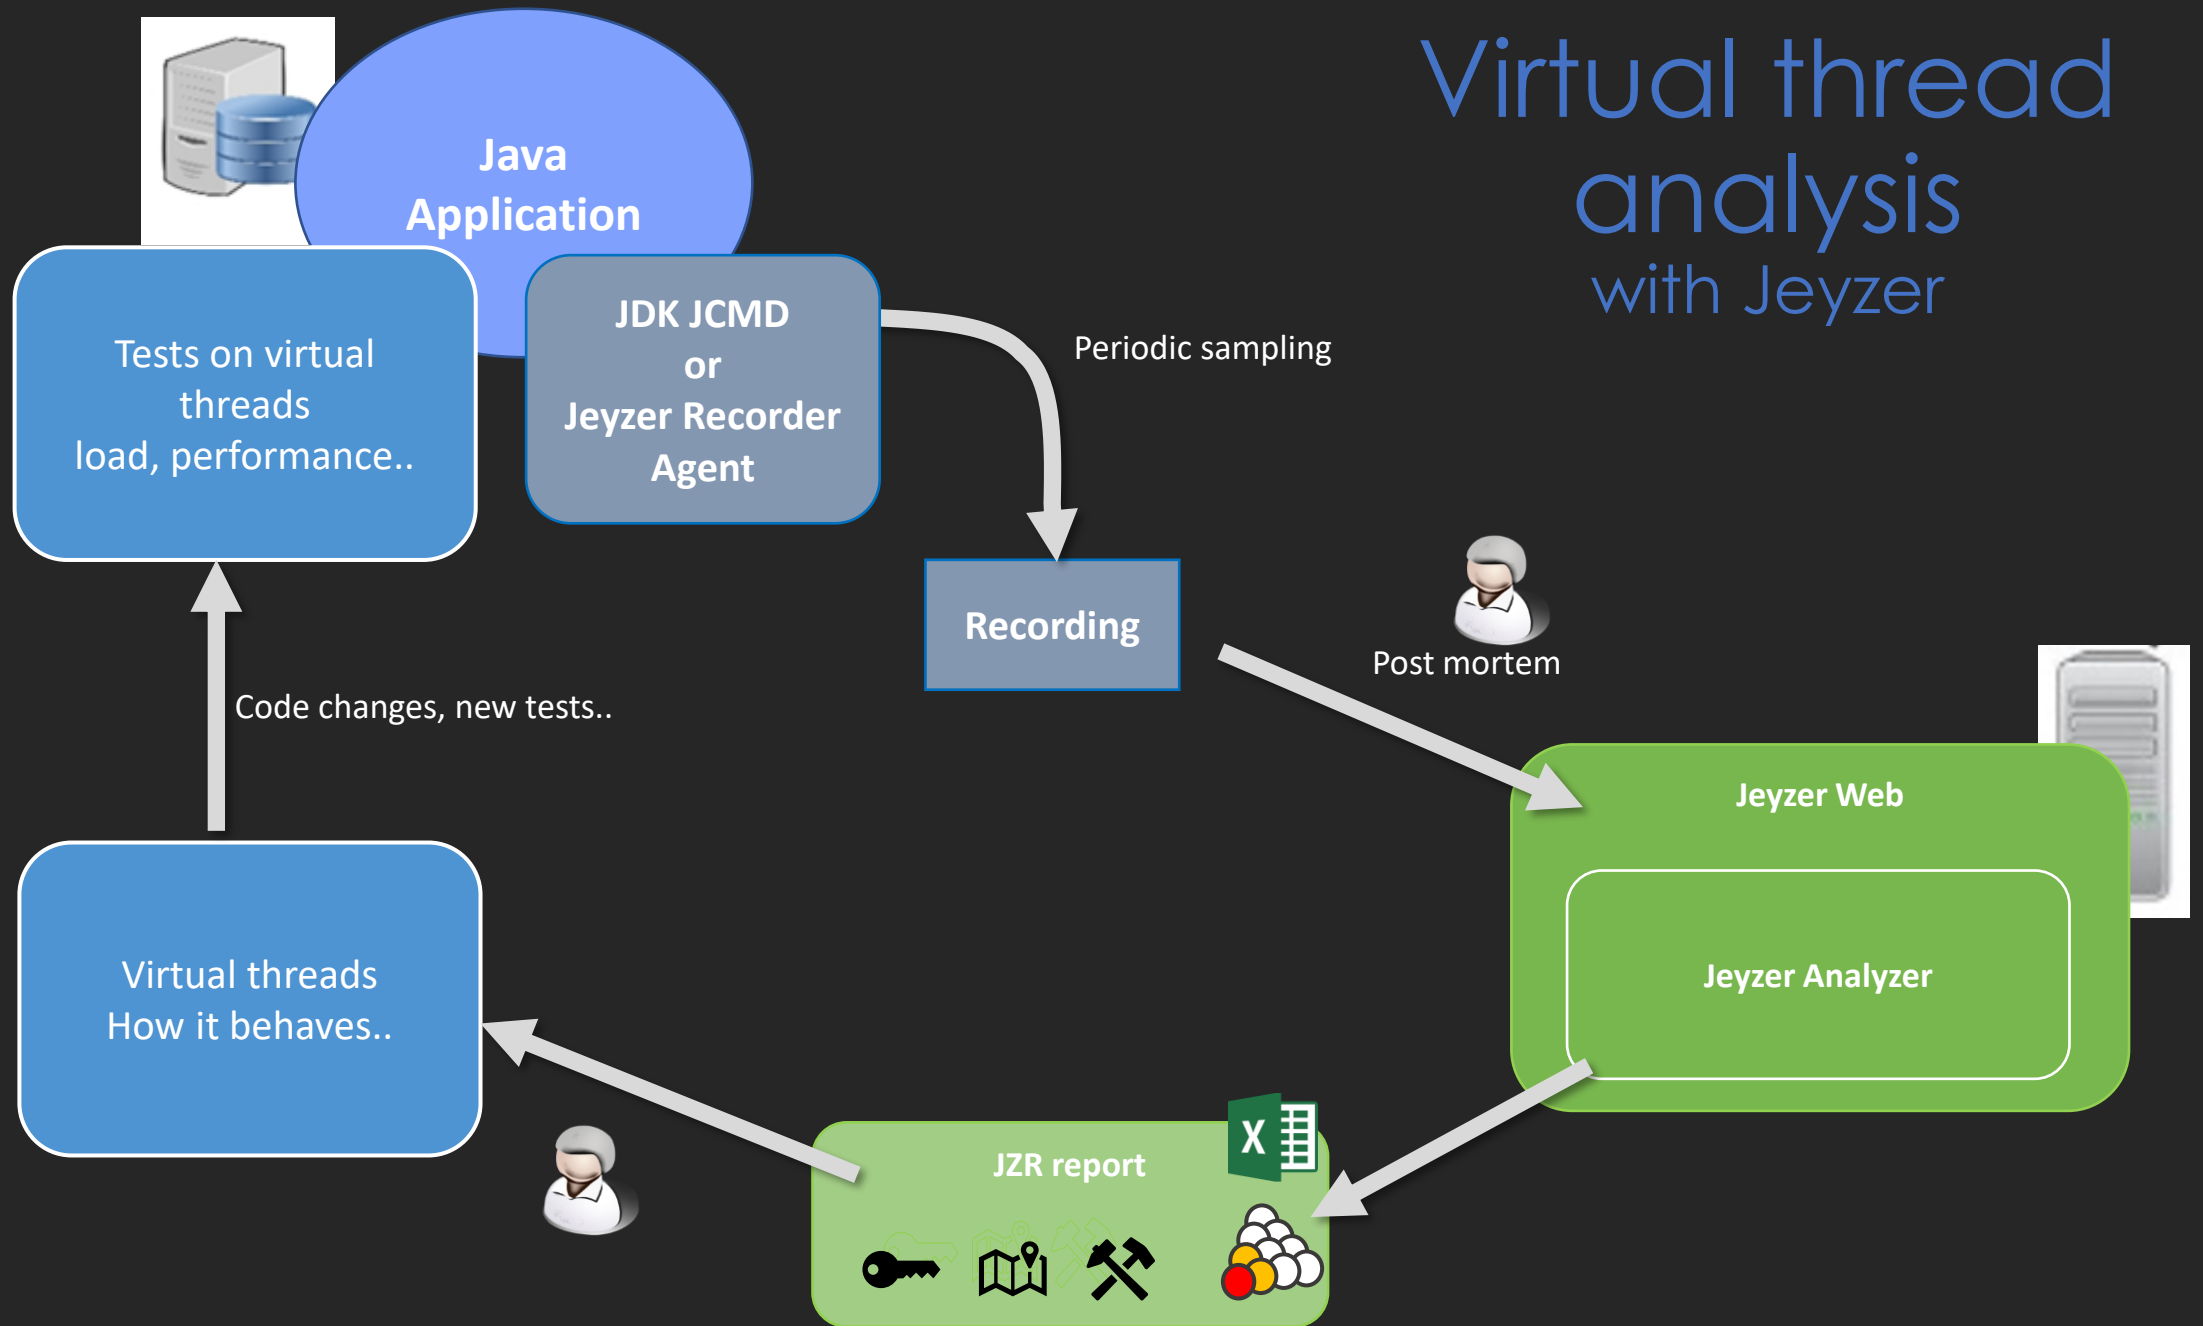 Virtual thread
analysis
with Jeyzer
Java
Application
Tests on virtual
threads
load, performance..
JDK JCMD
or
Jeyzer Recorder
Agent
Periodic sampling
Recording
Post mortem
Code changes, new tests..
Jeyzer Web
Jeyzer Analyzer
Virtual threads
How it behaves..
JZR report
X